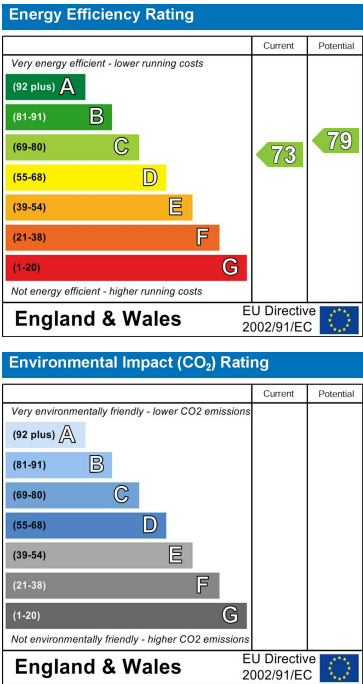 Energy Efficiency Rating
Current Potential
Very energy efficient - lower running costs
(92 plus) A
(81-91) B
(69-80) C
(55-68) D
(39-54) E
(21-38) F
(1-20) G
73 79
Not energy efficient - higher running costs
England & Wales
EU Directive
2002/91/EC
Environmental Impact (CO₂) Rating
Current Potential
Very environmentally friendly - lower CO2 emissions
(92 plus) A
(81-91) B
(69-80) C
(55-68) D
(39-54) E
(21-38) F
(1-20) G
Not environmentally friendly - higher CO2 emissions
England & Wales
EU Directive
2002/91/EC